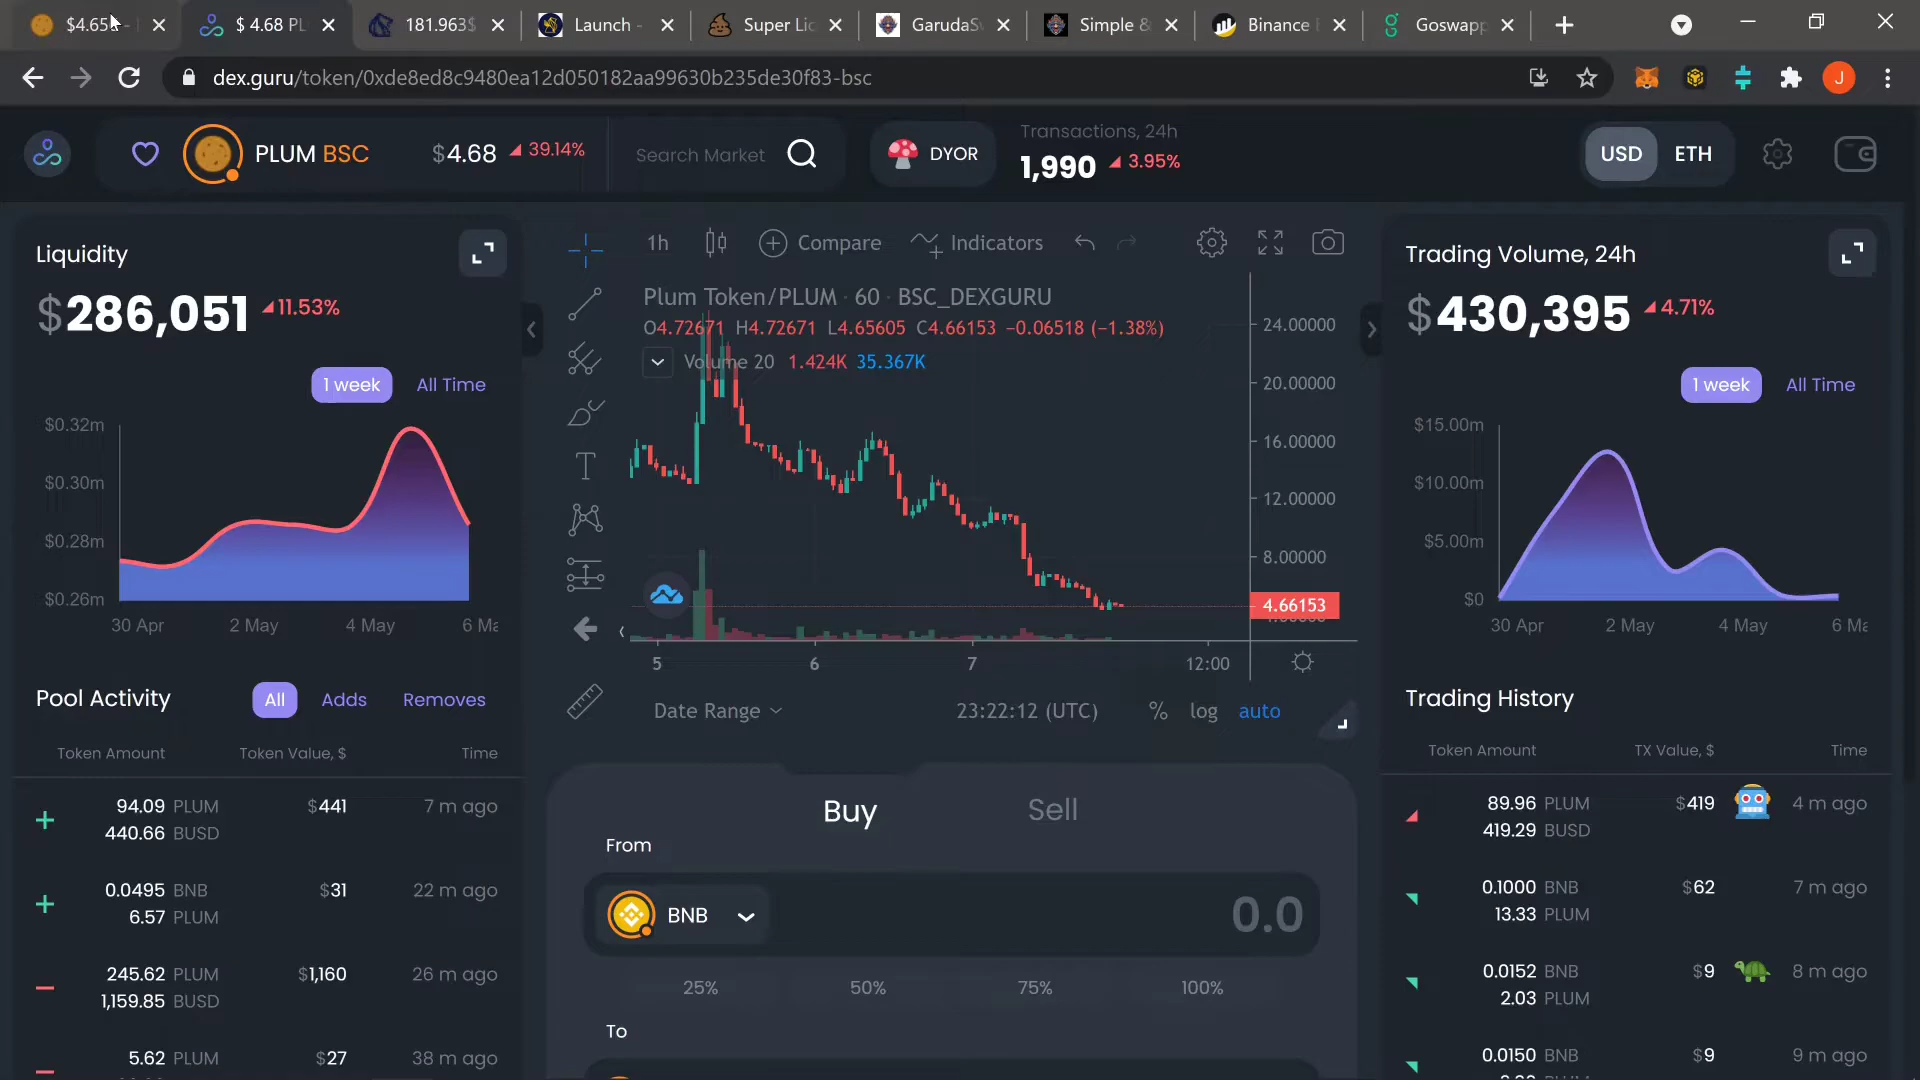 $4.65
$ 4.68 PL
181.963$
Launch -
Super Lic
GarudaS
Simple &
Binance
Goswapp
dex.guru/token/0xde8ed8c9480ea12d050182aa99630b235de30f83-bsc
J
PLUM BSC
$4.68 39.14%
Search Market
DYOR
Transactions, 24h
1,990 3.95%
USD
ETH
Liquidity
$286,051 11.53%
1 week
All Time
$0.32m
$0.30m
$0.28m
$0.26m
30 Apr
2 May
4 May
6 Ma
Pool Activity
All
Adds
Removes
Token Amount
Token Value, $
Time
94.09 PLUM $441 7 m ago
440.66 BUSD
0.0495 BNB $31 22 m ago
6.57 PLUM
245.62 PLUM $1,160 26 m ago
1,159.85 BUSD
5.62 PLUM $27 38 m ago
1h
Compare
Indicators
Plum Token/PLUM · 60 · BSC_DEXGURU
O4.72671 H4.72671 L4.65605 C4.66153 −0.06518 (−1.38%)
Volume 20 1.424K 35.367K
24.00000
20.00000
16.00000
12.00000
8.00000
4.66153
5
6
7
12:00
Date Range
23:22:12 (UTC)
%
log
auto
Buy
Sell
From
BNB
0.0
25%
50%
75%
100%
To
Trading Volume, 24h
$430,395 4.71%
1 week
All Time
$15.00m
$10.00m
$5.00m
$0
30 Apr
2 May
4 May
6 Ma
Trading History
Token Amount
TX Value, $
Time
89.96 PLUM $419 4 m ago
419.29 BUSD
0.1000 BNB $62 7 m ago
13.33 PLUM
0.0152 BNB $9 8 m ago
2.03 PLUM
0.0150 BNB $9 9 m ago